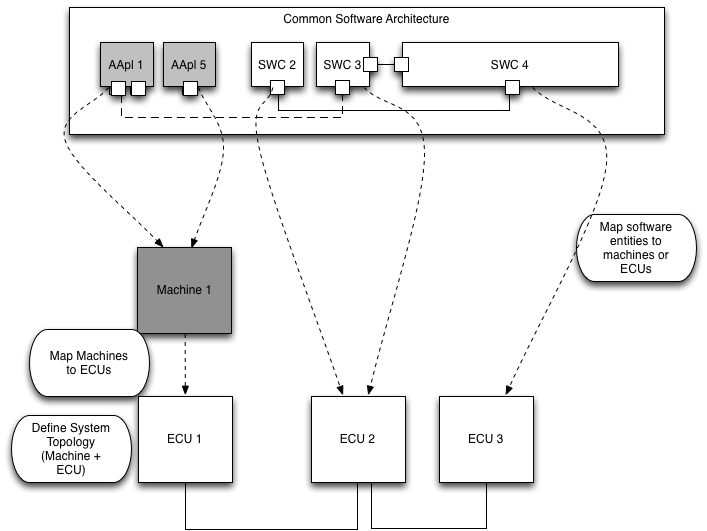 Common Software Architecture
AApl 1
AApl 5
SWC 2
SWC 3
SWC 4
Map software
entities to
machines or
ECUs
Machine 1
Map Machines
to ECUs
Define System
Topology
(Machine +
ECU)
ECU 1
ECU 2
ECU 3